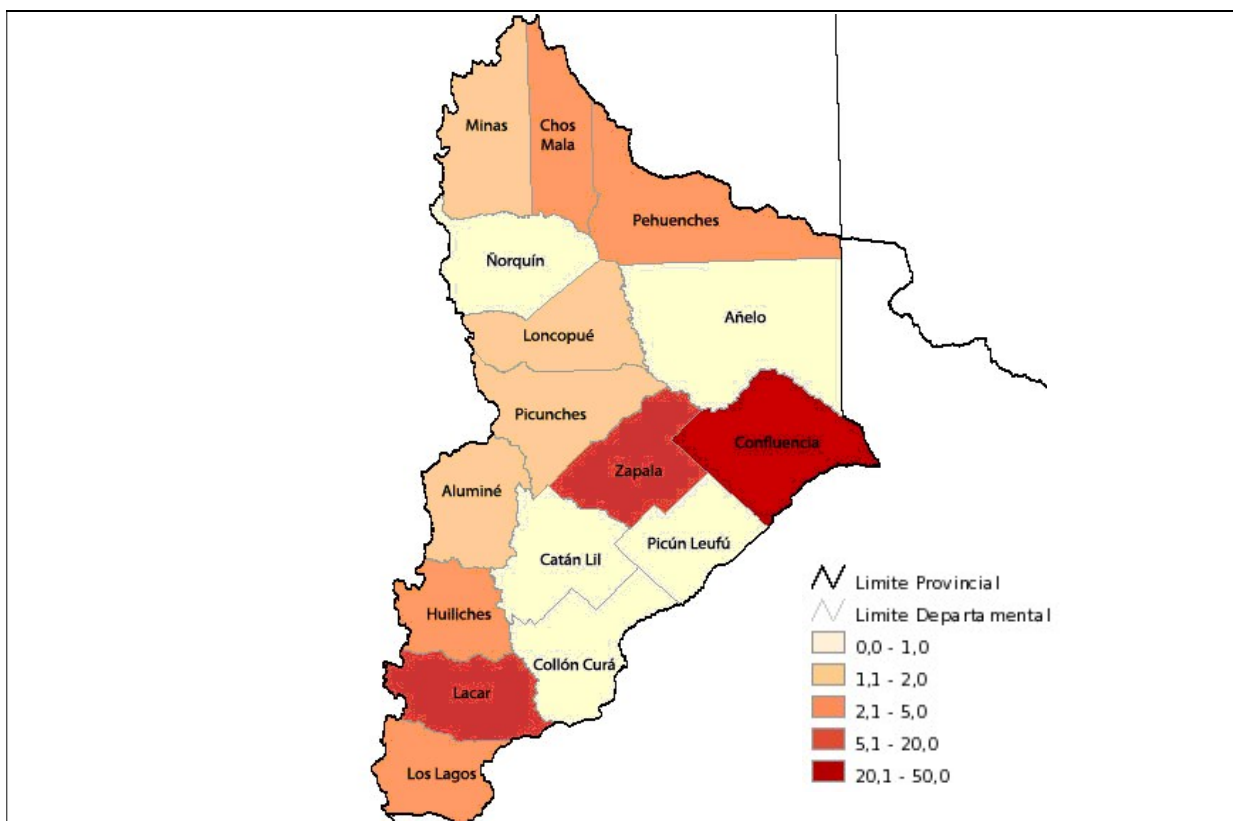 Minas
Chos
Mala
Pehuenches
Ñorquín
Añelo
Loncopué
Picunches
Confluencia
Zapala
Aluminé
Picún Leufú
Catán Lil
Huiliches
Collón Curá
Lacar
Los Lagos
Limite Provincial
Limite Departamental
0,0 - 1,0
1,1 - 2,0
2,1 - 5,0
5,1 - 20,0
20,1 - 50,0